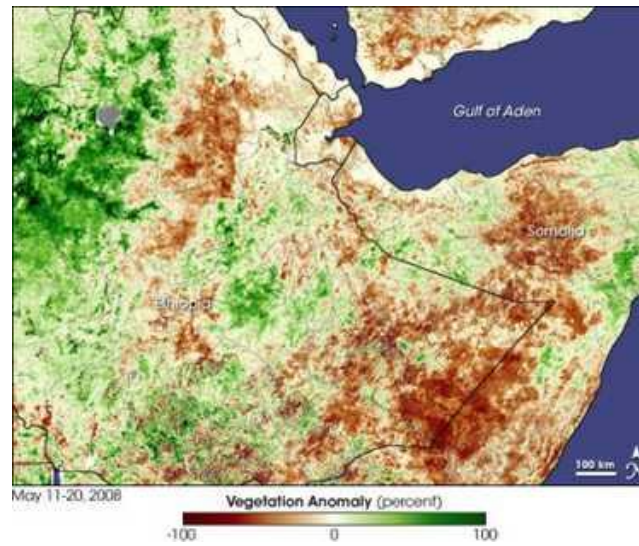 Gulf of Aden
Somalia
Ethiopia
100 km
N
May 11-20, 2008
Vegetation Anomaly (percent)
-100 0 100